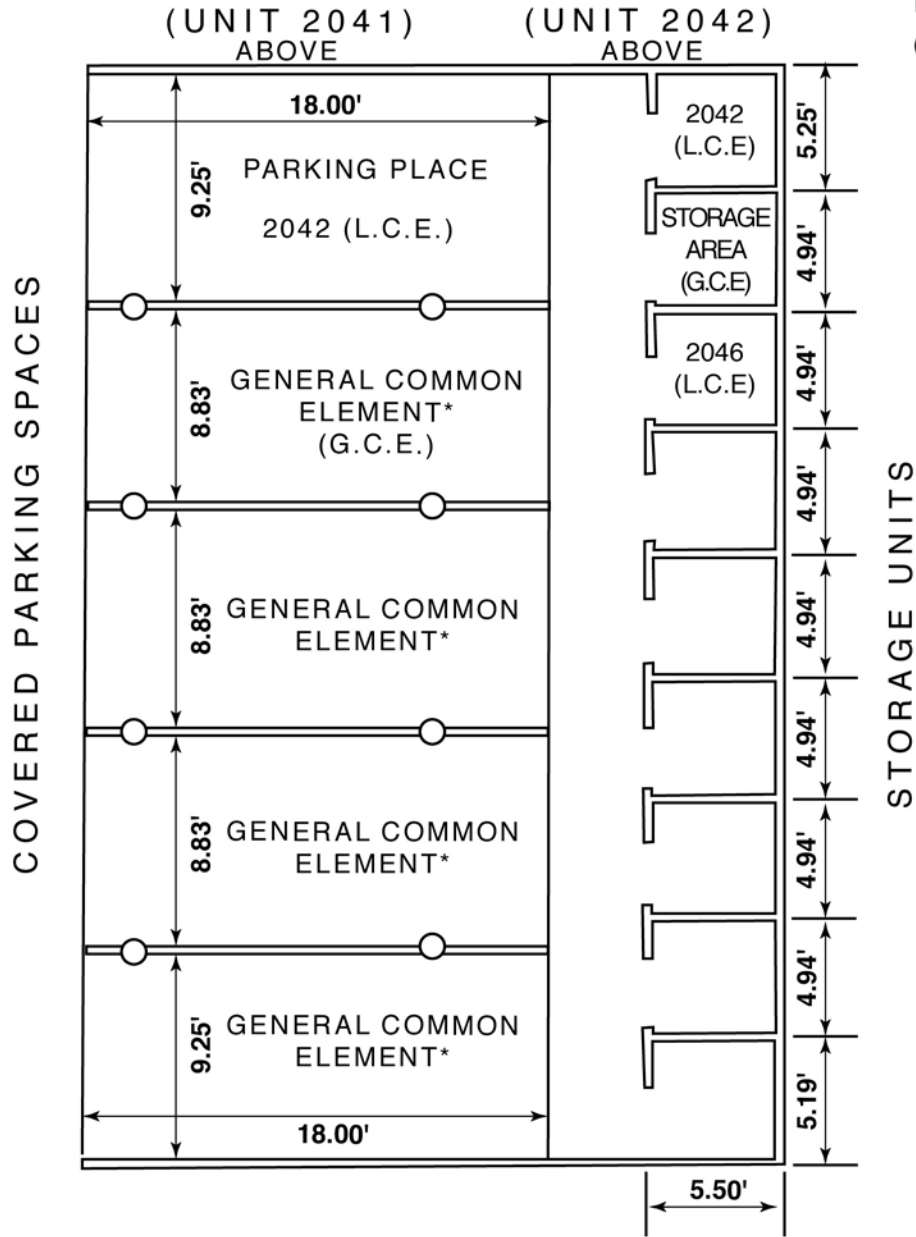 (UNIT 2041)
ABOVE
(UNIT 2042)
ABOVE
18.00'
9.25'
PARKING PLACE
2042 (L.C.E.)
8.83'
GENERAL COMMON
ELEMENT*
(G.C.E.)
8.83'
GENERAL COMMON
ELEMENT*
8.83'
GENERAL COMMON
ELEMENT*
9.25'
GENERAL COMMON
ELEMENT*
18.00'
COVERED PARKING SPACES
2042
(L.C.E)
STORAGE
AREA
(G.C.E)
2046
(L.C.E)
5.25'
4.94'
4.94'
4.94'
4.94'
4.94'
4.94'
4.94'
5.19'
5.50'
STORAGE UNITS